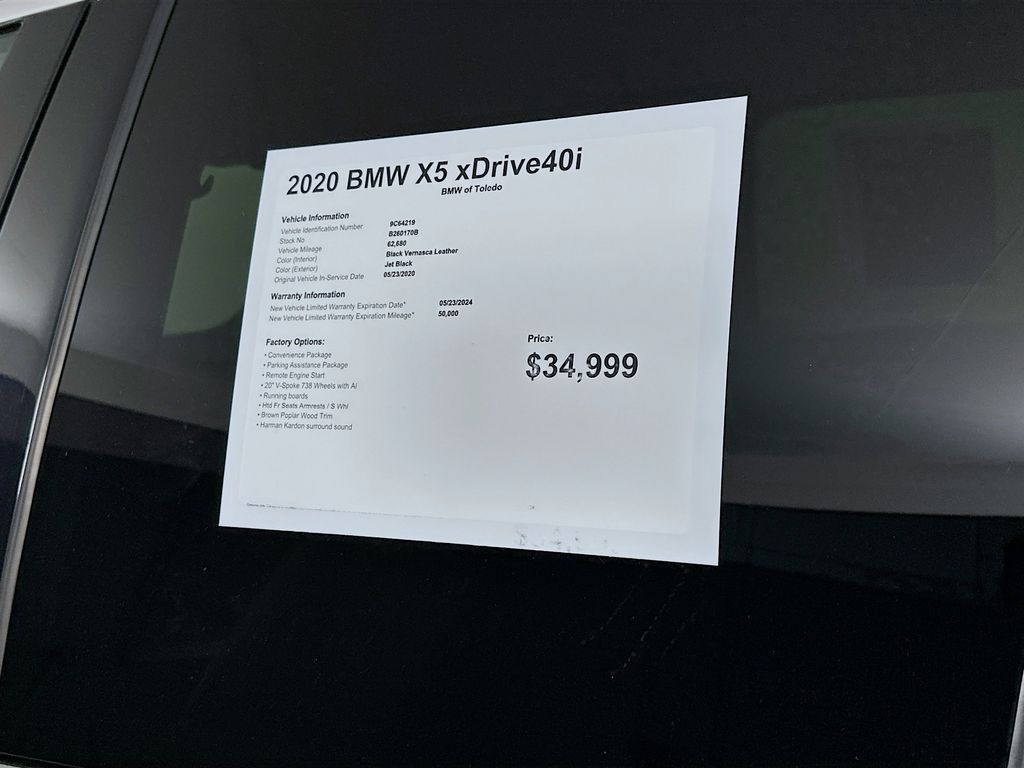 2020 BMW X5 xDrive40i
BMW of Toledo
Vehicle Information
Vehicle Identification Number 9C64219
Stock No B260170B
Vehicle Mileage 62,680
Color (Interior) Black Vernasca Leather
Color (Exterior) Jet Black
Original Vehicle In-Service Date 05/23/2020
Warranty Information
New Vehicle Limited Warranty Expiration Date* 05/23/2024
New Vehicle Limited Warranty Expiration Mileage* 50,000
Factory Options:
• Convenience Package
• Parking Assistance Package
• Remote Engine Start
• 20" V-Spoke 738 Wheels with Al
• Running boards
• Htd Fr Seats Armrests / S Whl
• Brown Poplar Wood Trim
• Harman Kardon surround sound
Price:
$34,999